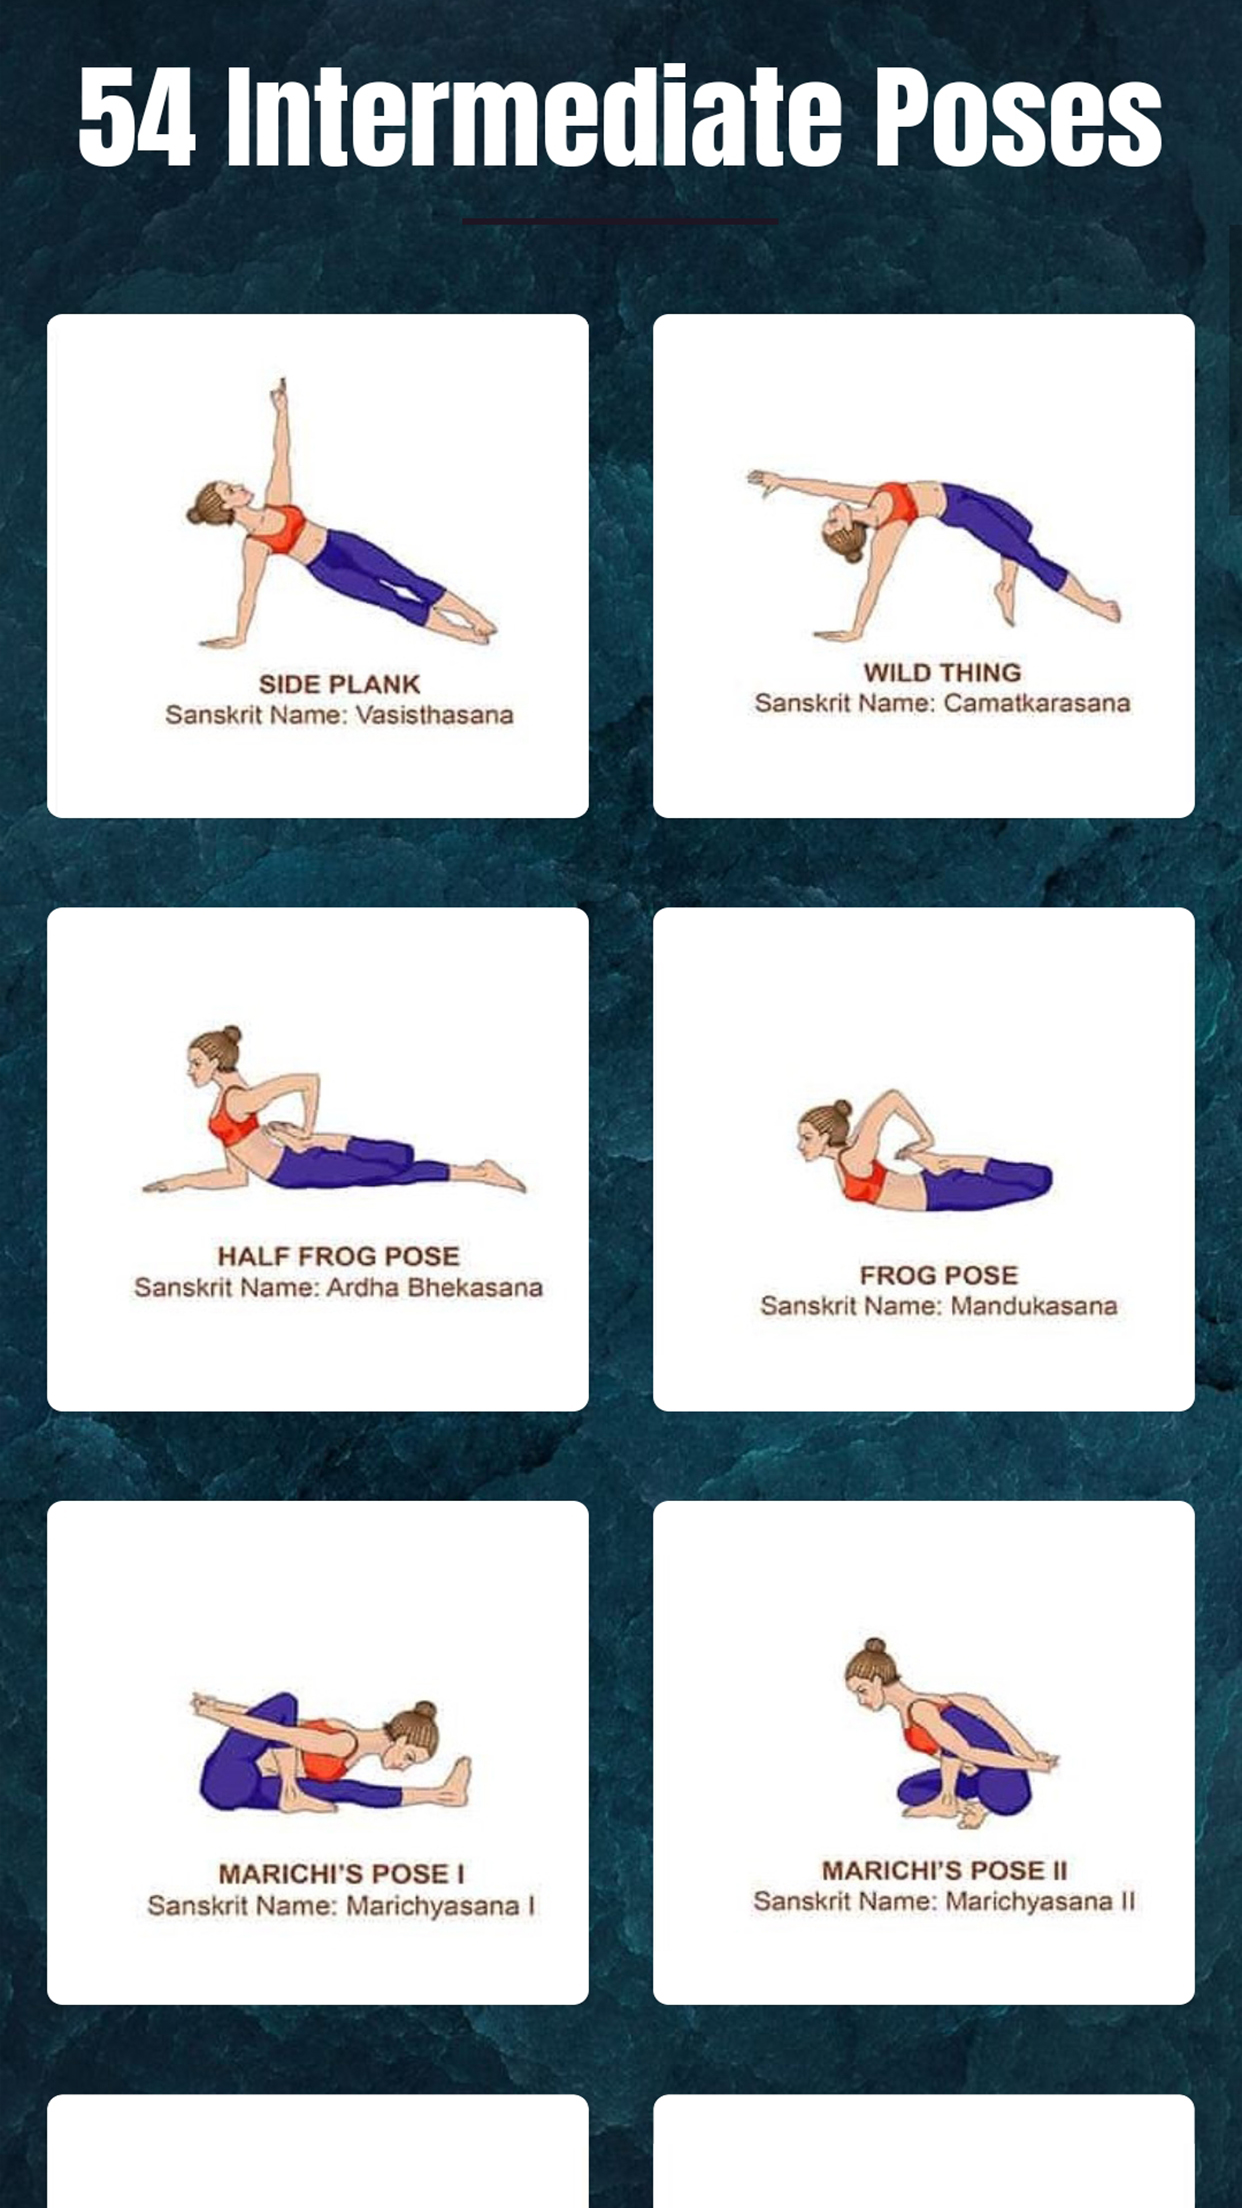 54 Intermediate Poses
SIDE PLANK
Sanskrit Name: Vasisthasana
WILD THING
Sanskrit Name: Camatkarasana
HALF FROG POSE
Sanskrit Name: Ardha Bhekasana
FROG POSE
Sanskrit Name: Mandukasana
MARICHI'S POSE I
Sanskrit Name: Marichyasana I
MARICHI'S POSE II
Sanskrit Name: Marichyasana II